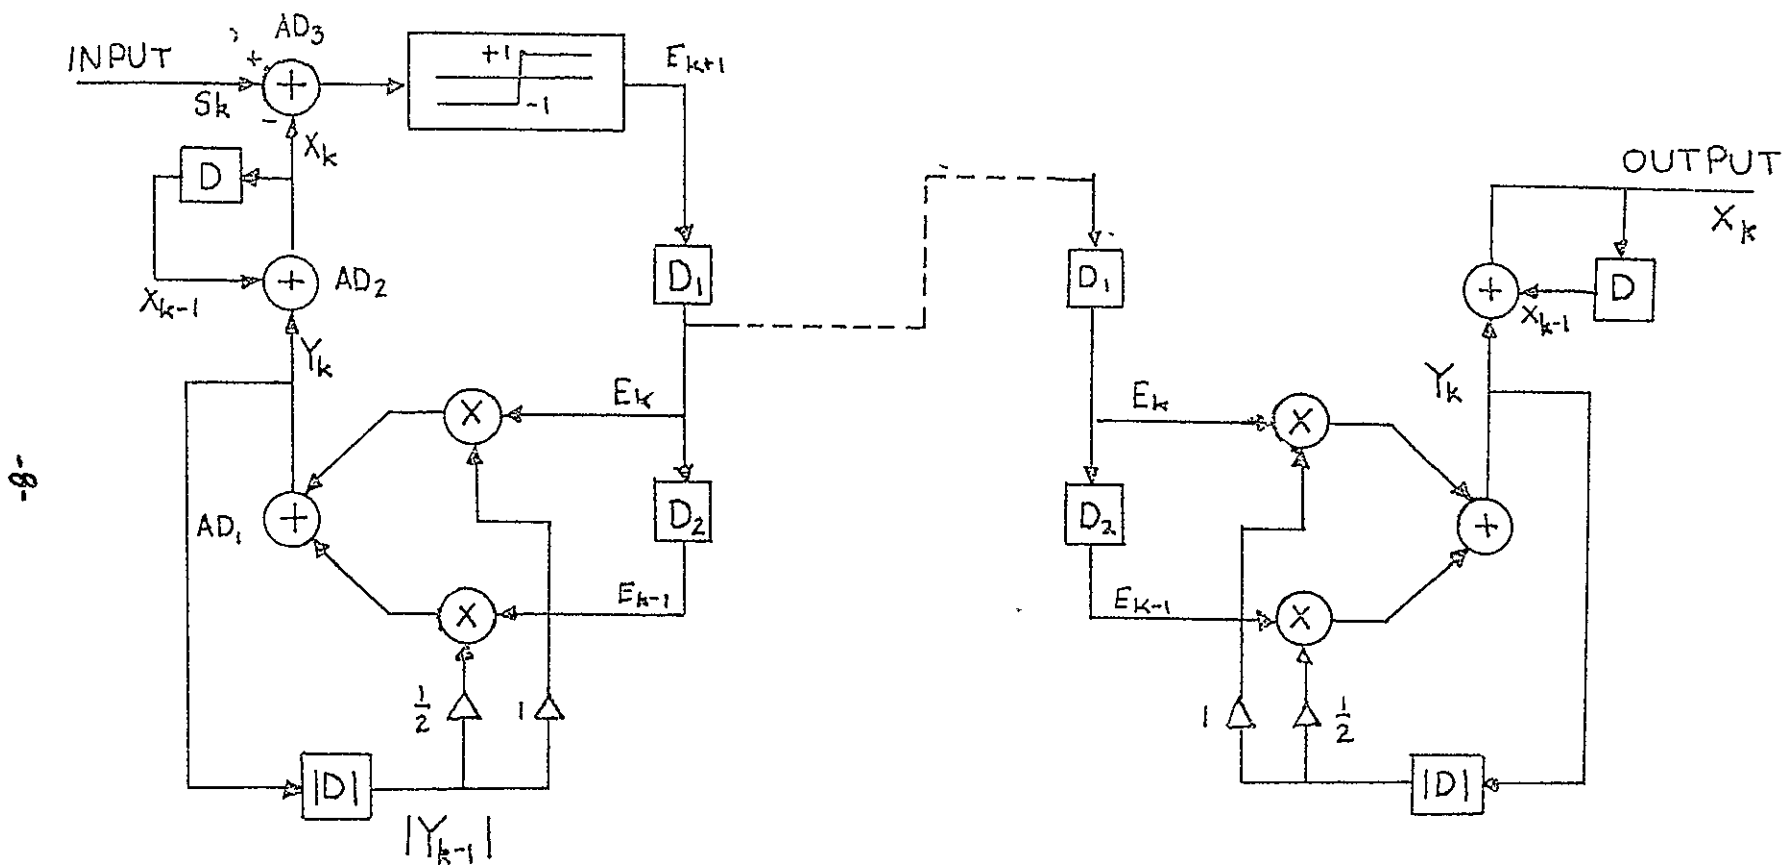 INPUT
+
AD3
Sk
-
+
+1
-1
Ek+1
Xk
D
Xk-1
+
AD2
Yk
D1
Ek
X
AD1
+
D2
Ek-1
X
1/2
1
|D|
|Yk-1|
OUTPUT
Xk
D1
+
Xk-1
D
Yk
Ek
X
D2
+
Ek-1
X
1
1/2
|D|
-8-